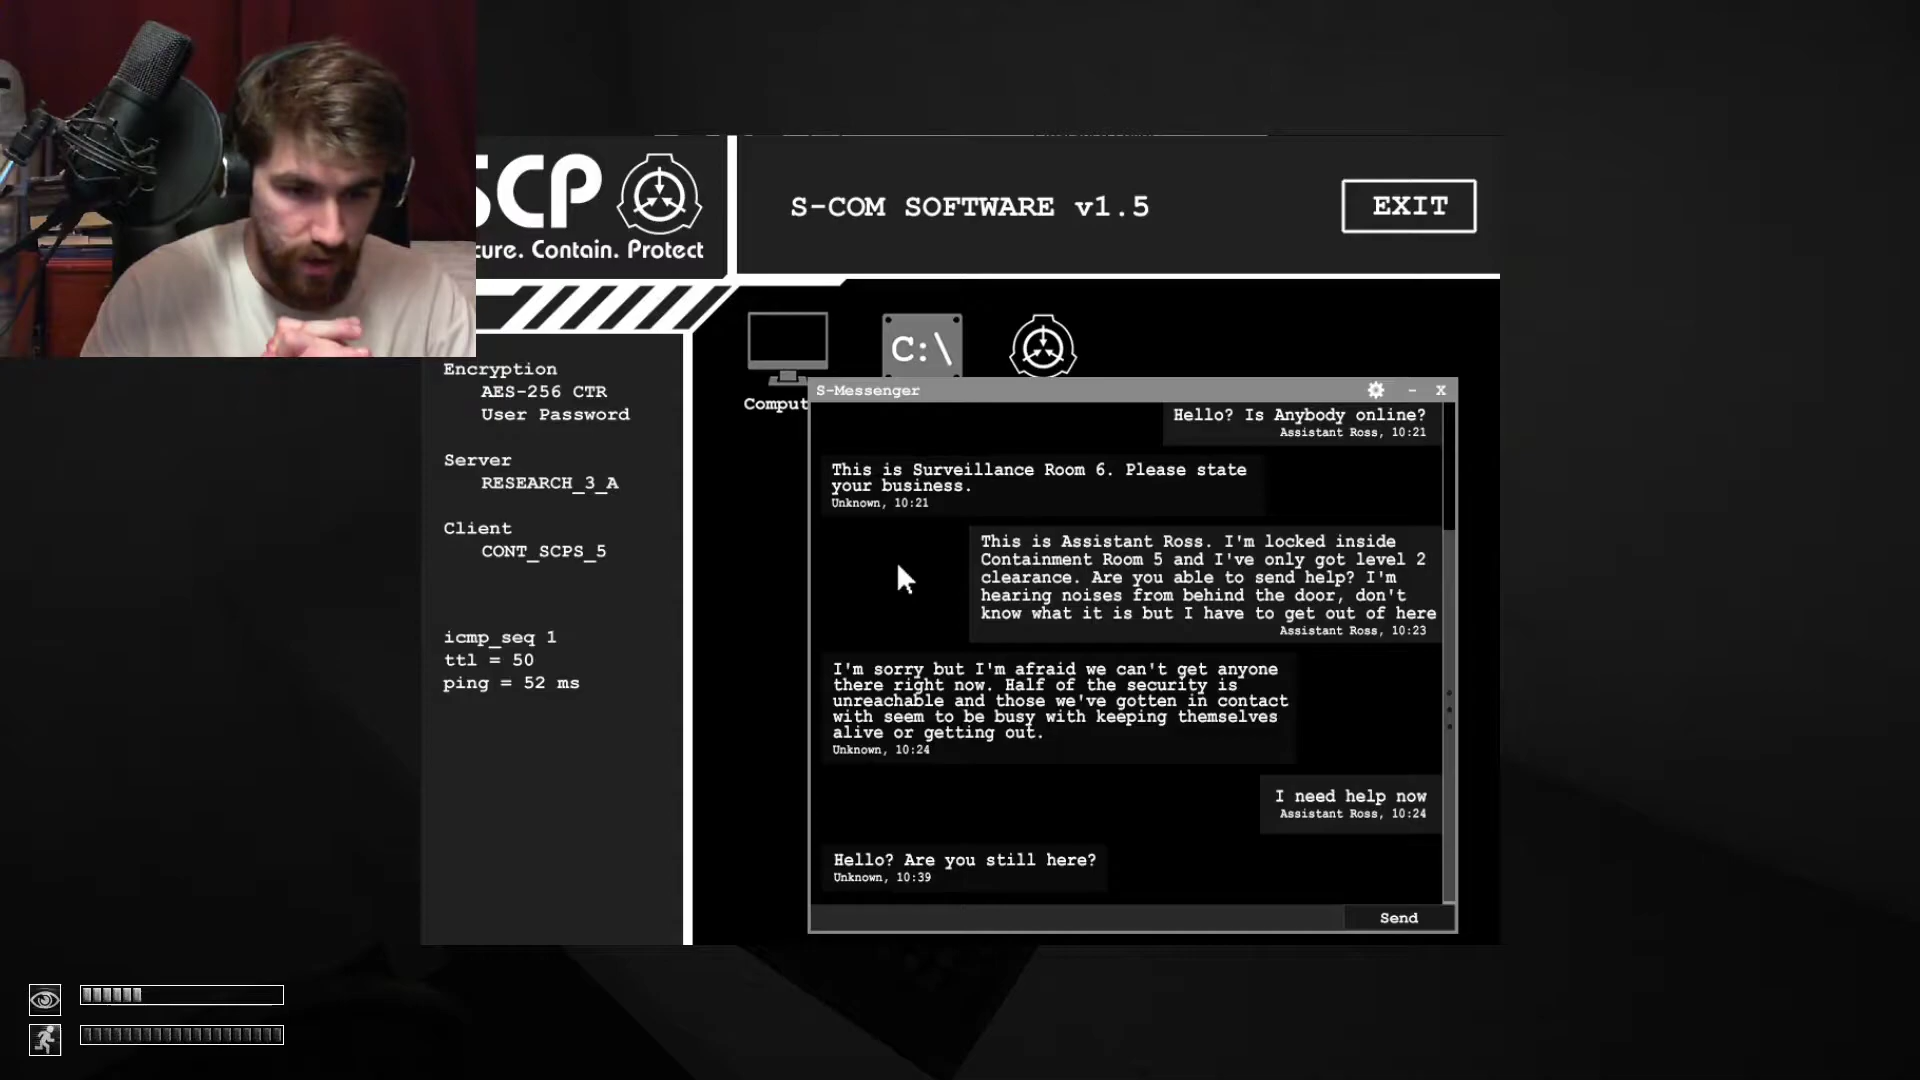 SCP
cure. Contain. Protect
S-COM SOFTWARE v1.5
EXIT
Encryption
AES-256 CTR
User Password
Server
RESEARCH_3_A
Client
CONT_SCPS_5
icmp_seq 1
ttl = 50
ping = 52 ms
C:\
Comput
S-Messenger
- X
Hello? Is Anybody online?
Assistant Ross, 10:21
This is Surveillance Room 6. Please state
your business.
Unknown, 10:21
This is Assistant Ross. I'm locked inside
Containment Room 5 and I've only got level 2
clearance. Are you able to send help? I'm
hearing noises from behind the door, don't
know what it is but I have to get out of here
Assistant Ross, 10:23
I'm sorry but I'm afraid we can't get anyone
there right now. Half of the security is
unreachable and those we've gotten in contact
with seem to be busy with keeping themselves
alive or getting out.
Unknown, 10:24
I need help now
Assistant Ross, 10:24
Hello? Are you still here?
Unknown, 10:39
Send